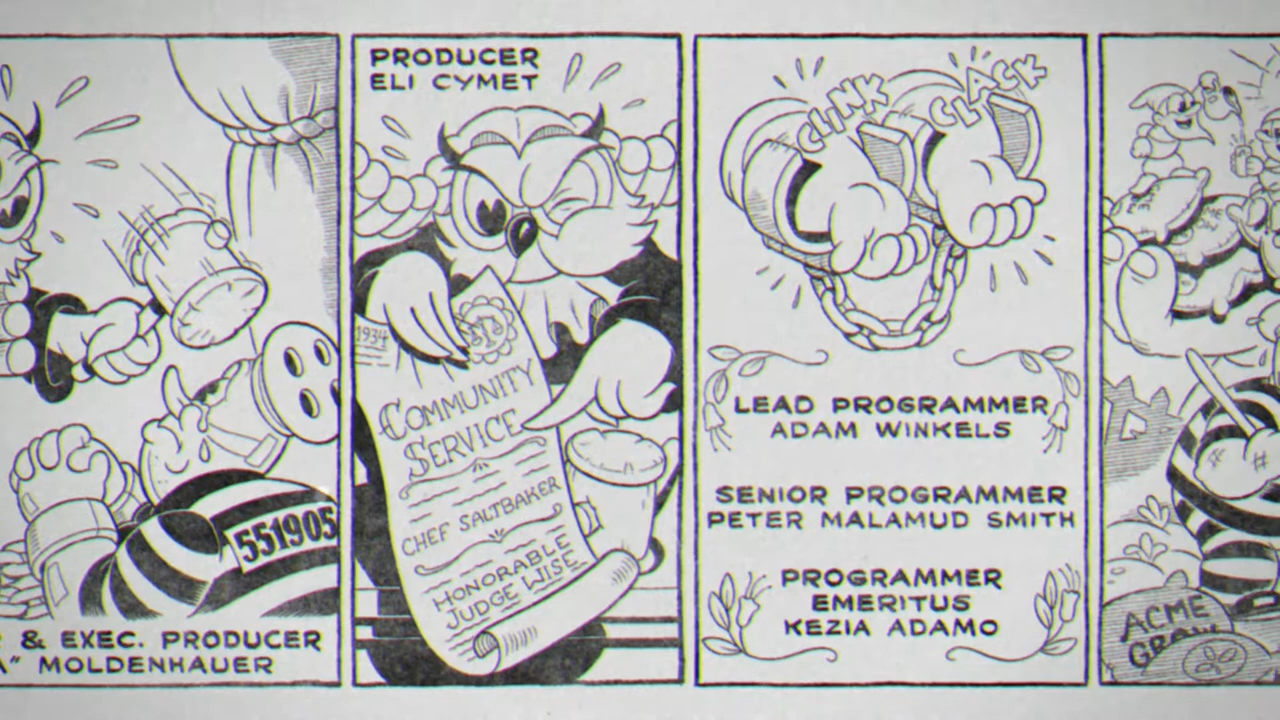 551905
& EXEC. PRODUCER
A" MOLDENHAUER
PRODUCER
ELI CYMET
1934
COMMUNITY
SERVICE
CHEF SALTBAKER
HONORABLE
JUDGE WISE
CLINK CLACK
LEAD PROGRAMMER
ADAM WINKELS
SENIOR PROGRAMMER
PETER MALAMUD SMITH
PROGRAMMER
EMERITUS
KEZIA ADAMO
ACME